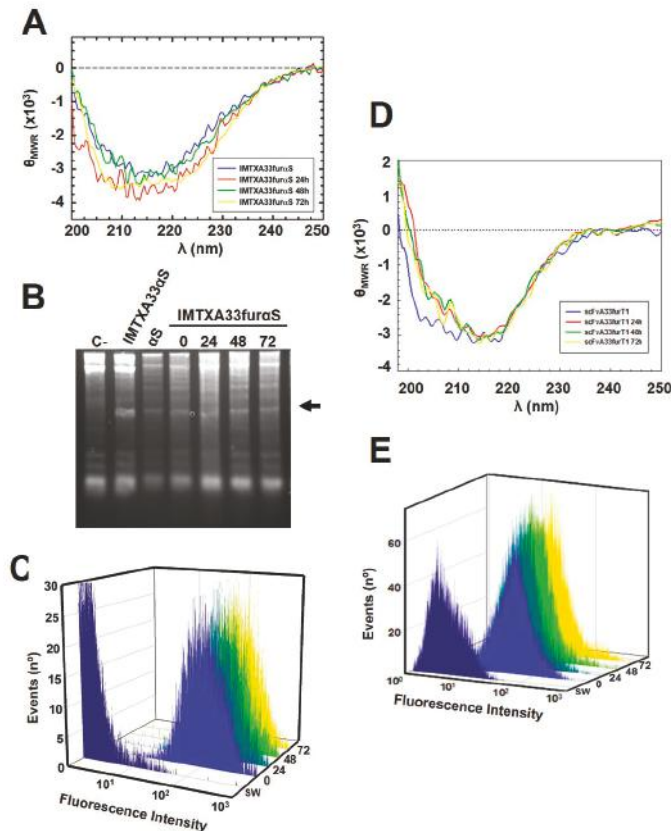 A
θMWR (x10³)
0
-1
-2
-3
-4
200 210 220 230 240 250
λ (nm)
IMTXA33furαS
IMTXA33furαS 24h
IMTXA33furαS 48h
IMTXA33furαS 72h
B
C- IMTXA33αS αS IMTXA33furαS
0 24 48 72
C
Events (nº)
30
25
20
15
10
5
0
10¹ 10² 10³
SW 0 24 48 72
Fluorescence Intensity
D
θMWR (x10³)
2
1
0
-1
-2
-3
-4
200 210 220 230 240 250
λ (nm)
scFvA33furT1
scFvA33furT1 24h
scFvA33furT1 48h
scFvA33furT1 72h
E
Events (nº)
60
40
20
10⁰ 10¹ 10² 10³
SW 0 24 48 72
Fluorescence Intensity